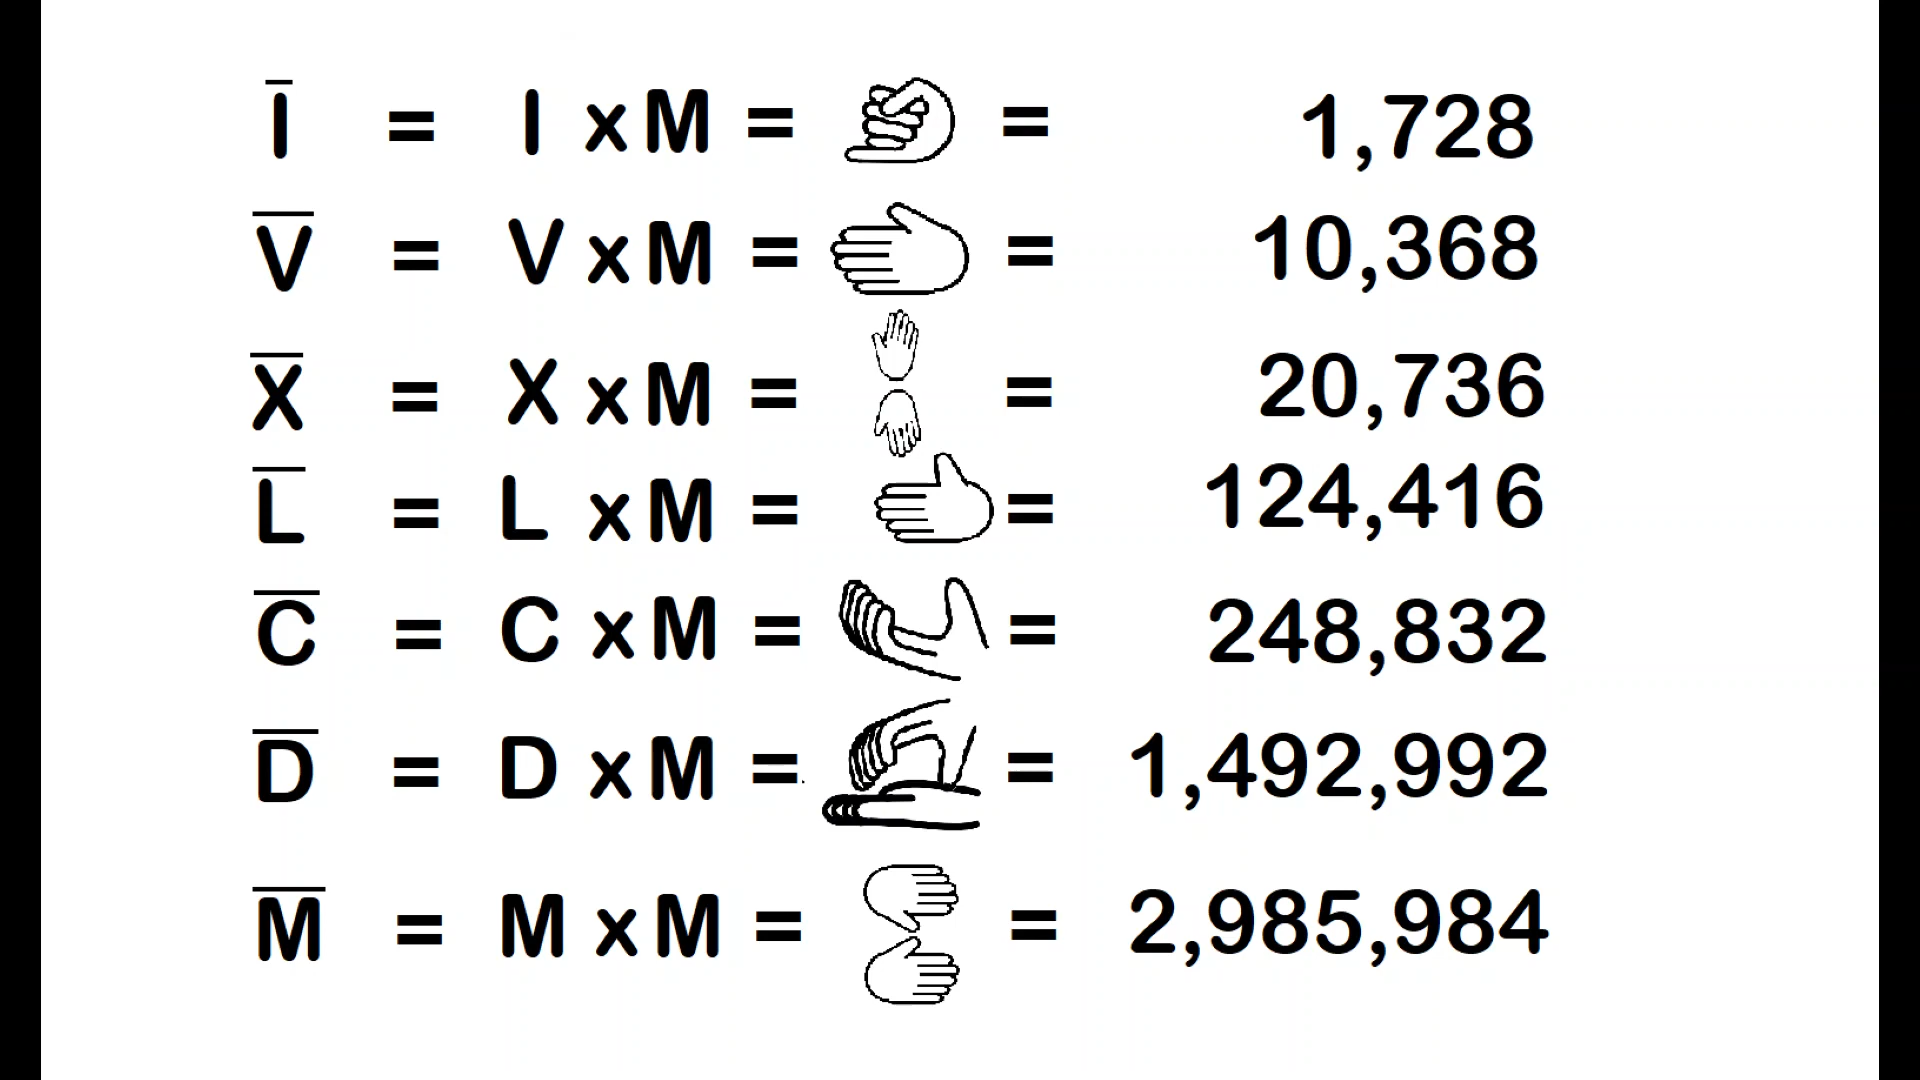 I̅ = I x M = = 1,728
V̅ = V x M = = 10,368
X̅ = X x M = = 20,736
L̅ = L x M = = 124,416
C̅ = C x M = = 248,832
D̅ = D x M = = 1,492,992
M̅ = M x M = = 2,985,984